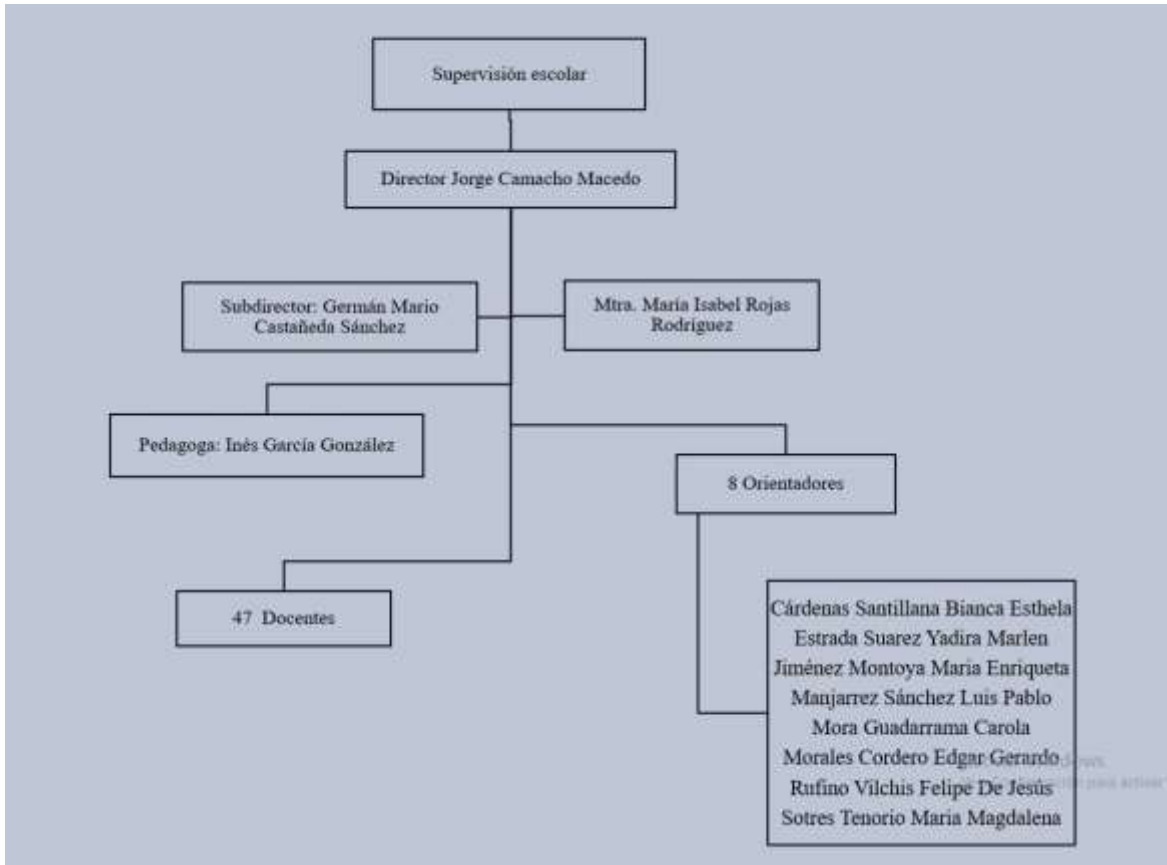 Supervisión escolar
Director Jorge Camacho Macedo
Subdirector: Germán Mario
Castañeda Sánchez
Mtra. María Isabel Rojas
Rodríguez
Pedagoga: Inés García González
8 Orientadores
47 Docentes
Cárdenas Santillana Bianca Esthela
Estrada Suarez Yadira Marlen
Jiménez Montoya Maria Enriqueta
Manjarrez Sánchez Luis Pablo
Mora Guadarrama Carola
Morales Cordero Edgar Gerardo
Rufino Vilchis Felipe De Jesús
Sotres Tenorio Maria Magdalena
para activar